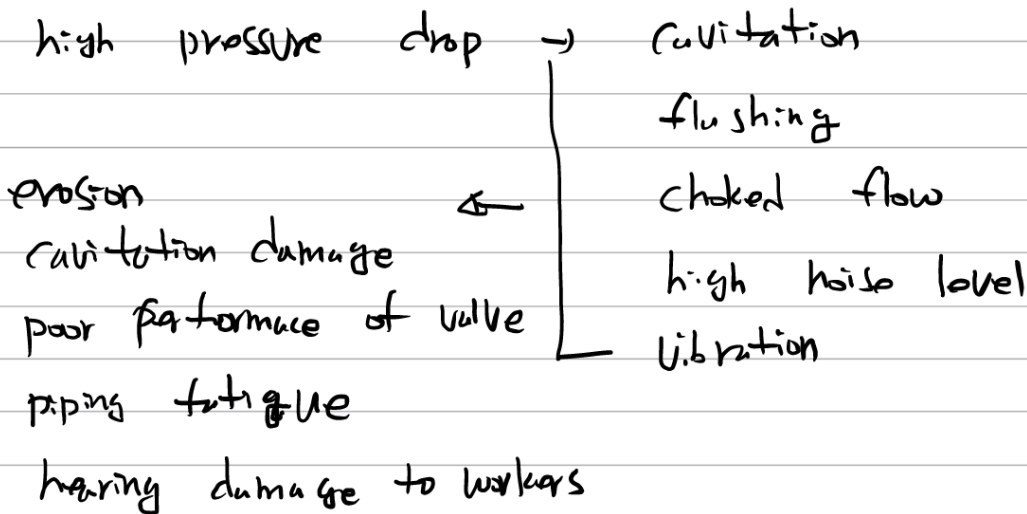 high pressure drop → cavitation
flushing
choked flow
high noise level
vibration
erosion
cavitation damage
poor performace of valve
piping fatigue
hearing damage to workers